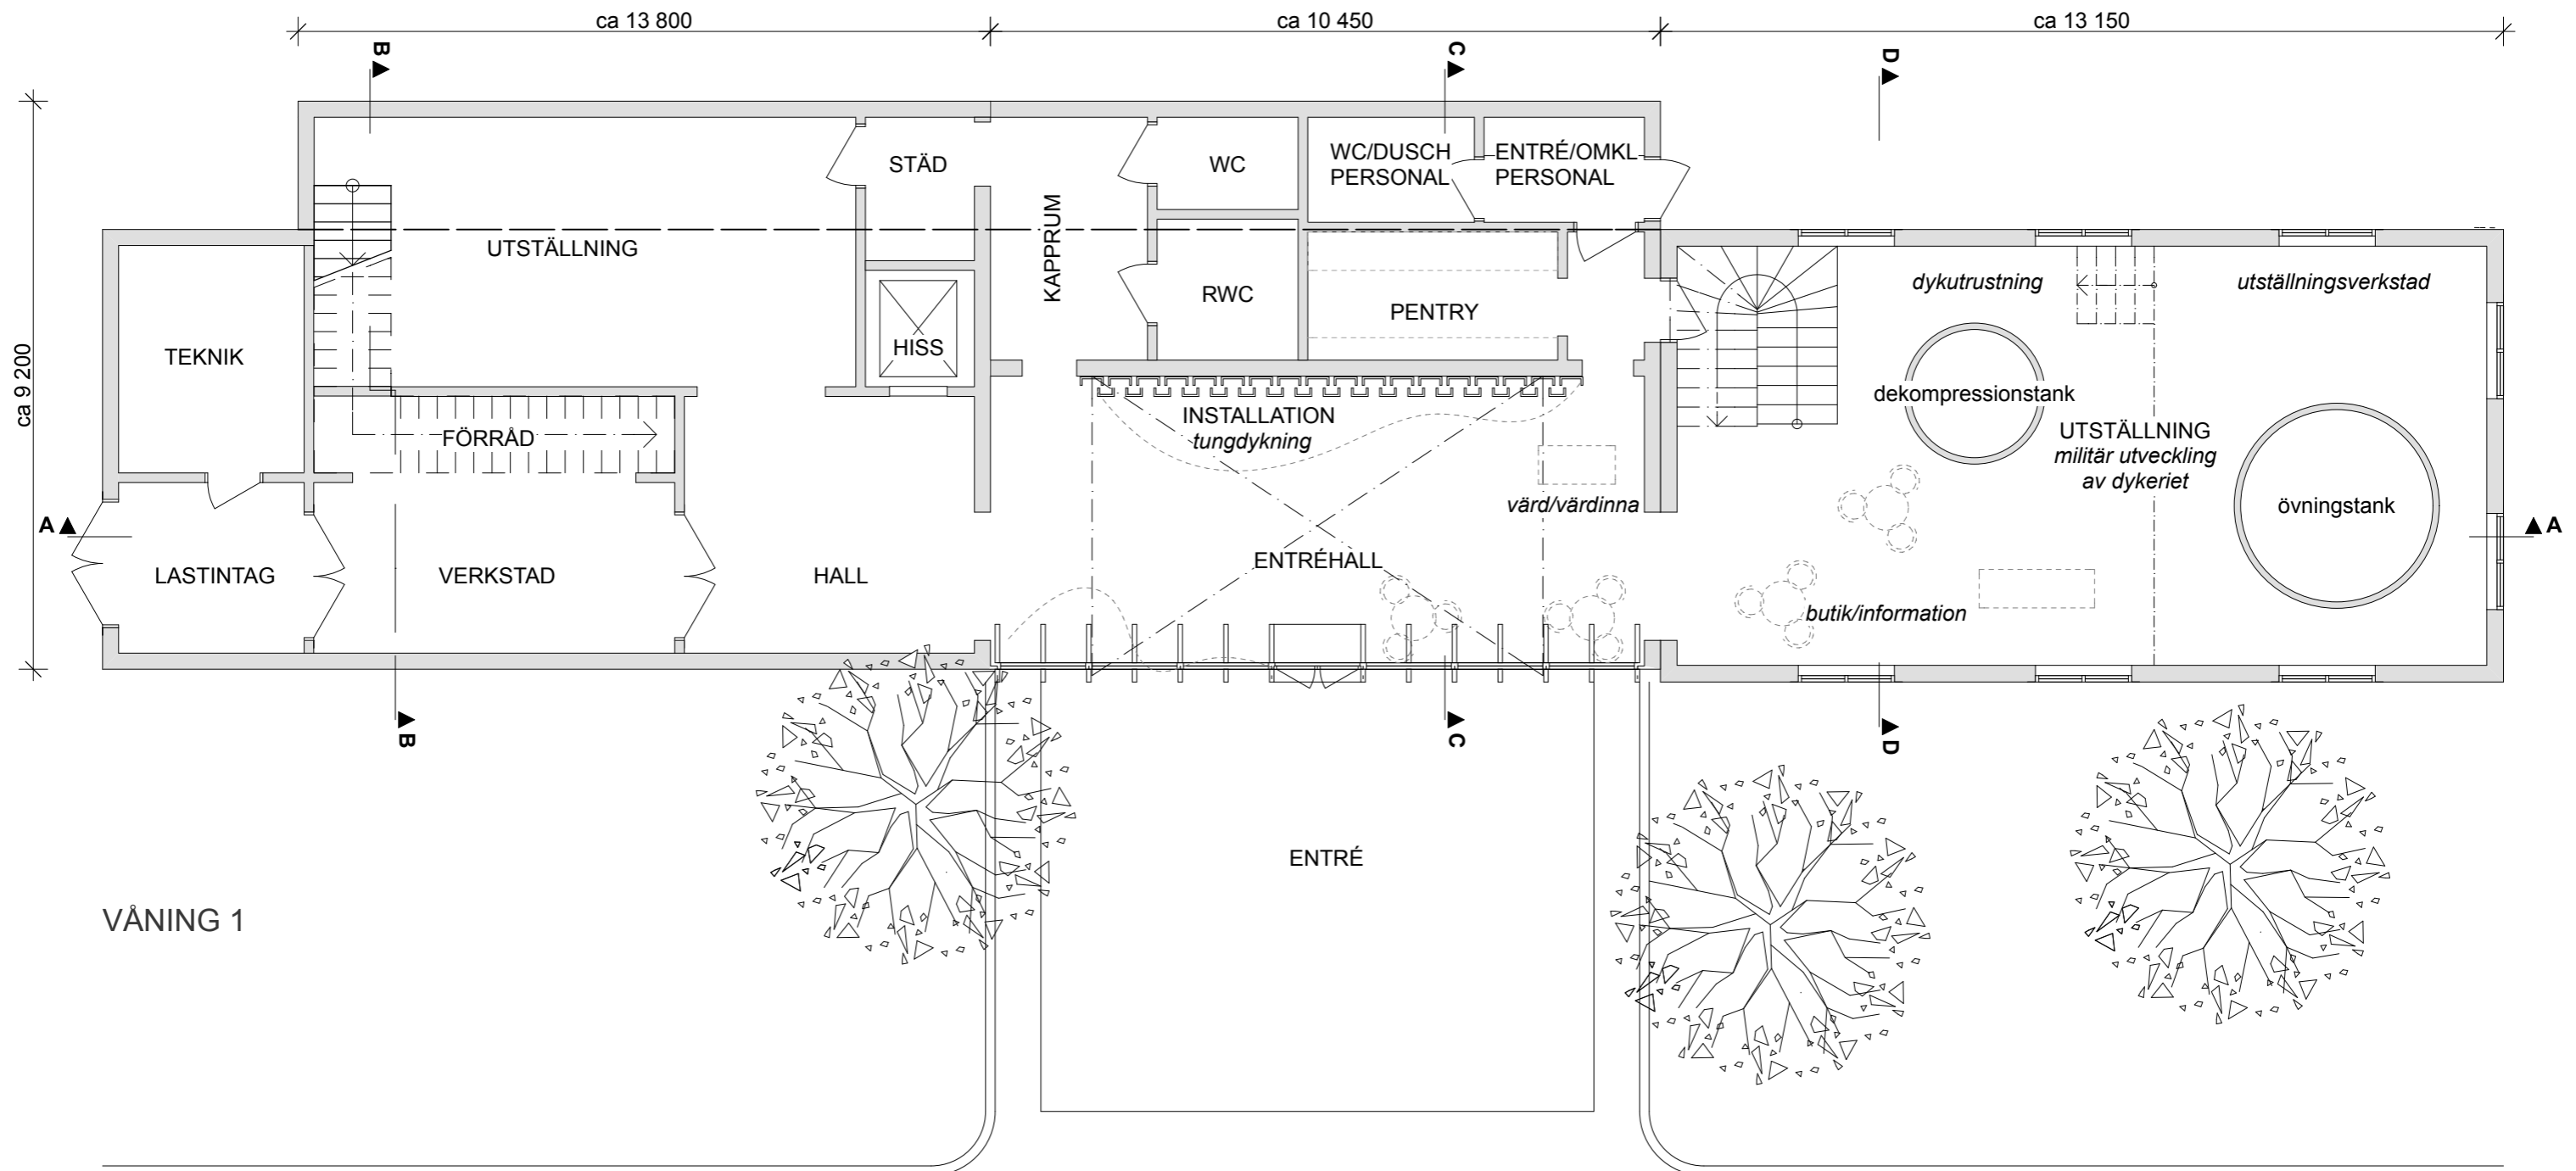 ca 13 800
ca 10 450
ca 13 150
B
C
D
ca 9 200
STÄD
WC
WC/DUSCH
PERSONAL
ENTRÉ/OMKL
PERSONAL
UTSTÄLLNING
KAPPRUM
RWC
PENTRY
HISS
TEKNIK
dykutrustning
utställningsverkstad
dekompressionstank
FÖRRÅD
INSTALLATION
tungdykning
UTSTÄLLNING
militär utveckling
av dykeriet
värd/värdinna
övningstank
A
A
LASTINTAG
VERKSTAD
HALL
ENTRÉHALL
butik/information
B
C
D
ENTRÉ
VÅNING 1